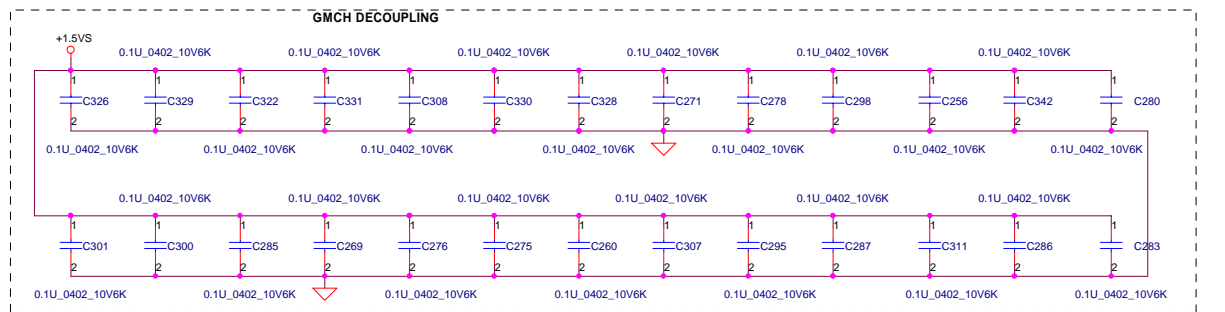 GMCH DECOUPLING
+1.5VS
0.1U_0402_10V6K 0.1U_0402_10V6K 0.1U_0402_10V6K 0.1U_0402_10V6K 0.1U_0402_10V6K 0.1U_0402_10V6K
1 1 1 1 1 1 1 1 1 1 1 1 1
C326 C329 C322 C331 C308 C330 C328 C271 C278 C298 C256 C342 C280
2 2 2 2 2 2 2 2 2 2 2 2 2
0.1U_0402_10V6K 0.1U_0402_10V6K 0.1U_0402_10V6K 0.1U_0402_10V6K 0.1U_0402_10V6K 0.1U_0402_10V6K 0.1U_0402_10V6K
0.1U_0402_10V6K 0.1U_0402_10V6K 0.1U_0402_10V6K 0.1U_0402_10V6K 0.1U_0402_10V6K 0.1U_0402_10V6K
1 1 1 1 1 1 1 1 1 1 1 1 1
C301 C300 C285 C269 C276 C275 C260 C307 C295 C287 C311 C286 C283
2 2 2 2 2 2 2 2 2 2 2 2 2
0.1U_0402_10V6K 0.1U_0402_10V6K 0.1U_0402_10V6K 0.1U_0402_10V6K 0.1U_0402_10V6K 0.1U_0402_10V6K 0.1U_0402_10V6K